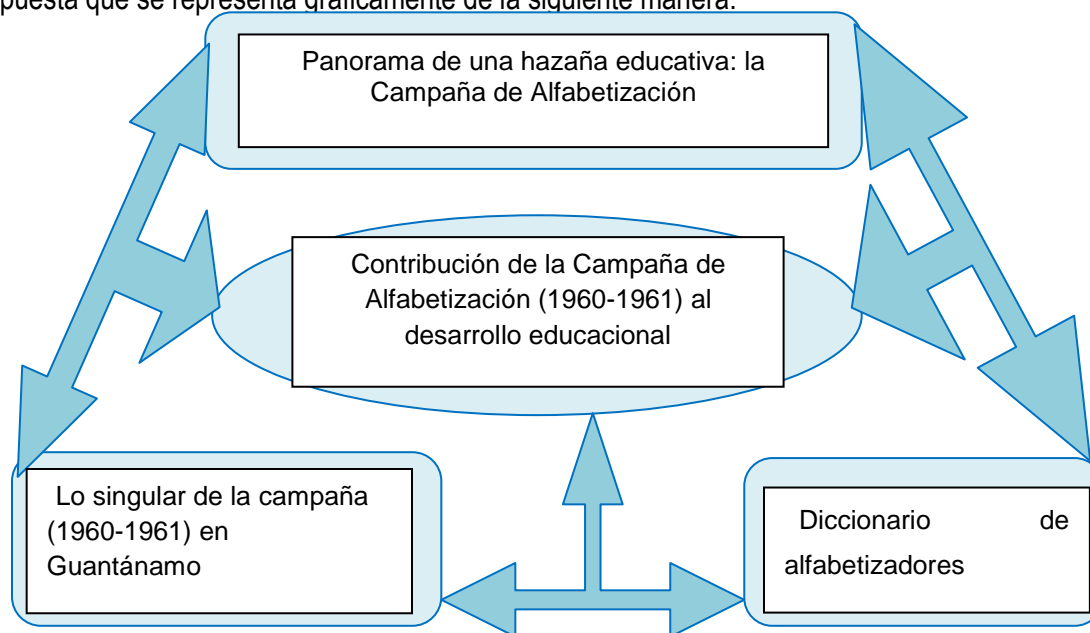 puesta que se representa gráficamente de la siguiente manera:
Panorama de una hazaña educativa: la
Campaña de Alfabetización
Contribución de la Campaña de
Alfabetización (1960-1961) al
desarrollo educacional
Lo singular de la campaña
(1960-1961) en
Guantánamo
Diccionario de
alfabetizadores